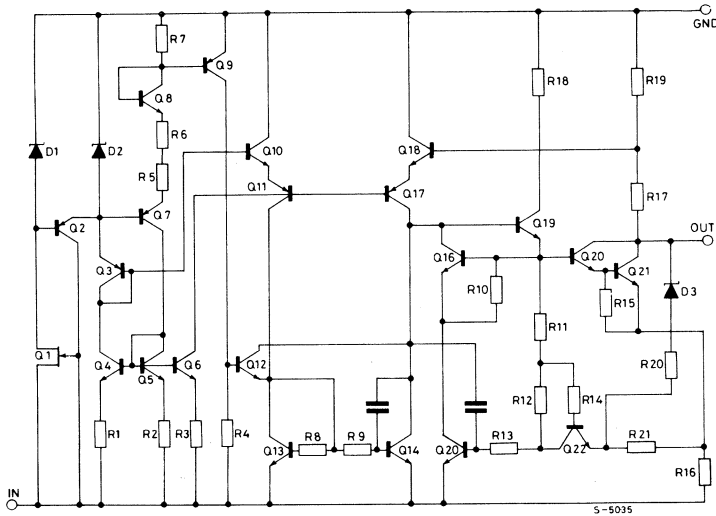 GND
R7
Q9
Q8
R18
R19
R6
D1
D2
Q10
Q18
R5
Q11
Q17
R17
Q2
Q7
Q19
OUT
Q3
Q16
Q20
Q21
R10
R15
D3
R11
Q1
Q4
Q5
Q6
Q12
R20
R12
R14
R1
R2
R3
R4
Q13
R8
R9
Q14
Q20
R13
Q22
R21
R16
IN
S-5035